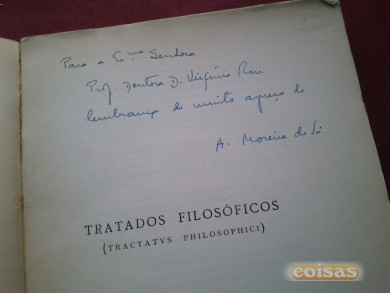 Para a Ex.ma Senhora
Prof. Doutora D. Virgínia Rau
lembrança de muito apreço de
A. Moreira de Sá
TRATADOS FILOSÓFICOS
(TRACTATVS PHILOSOPHICI)
coisas